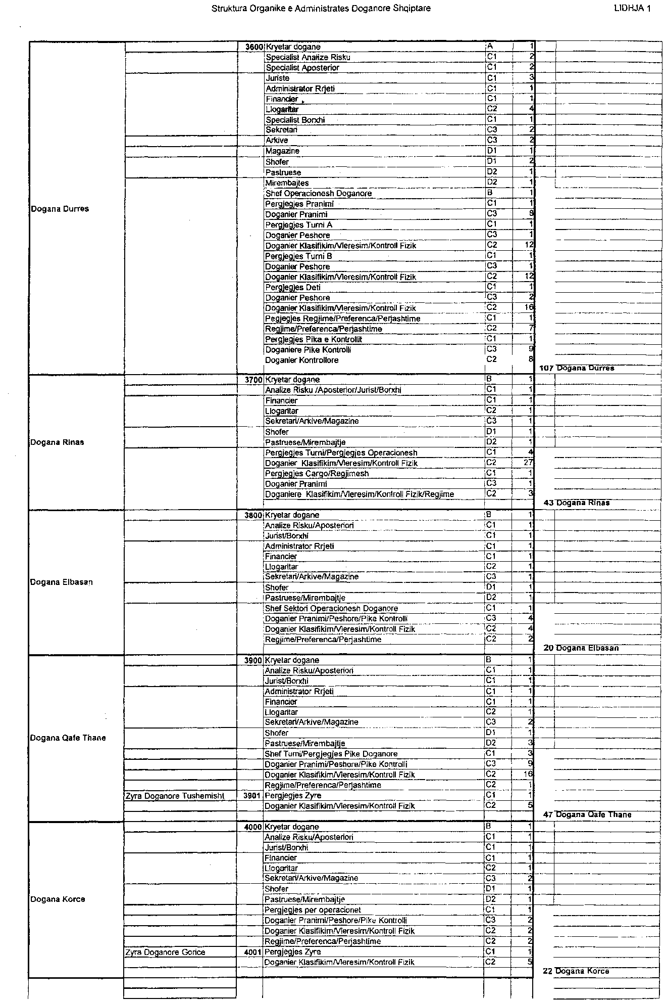 Struktura Organike e Administrates Doganore Shqiptare LIDHJA 1
3600 Kryetar dogane A 1
Specialist Analize Risku C1 2
Specialist Aposterior C1 2
Juriste C1 3
Administrator Rrjeti C1 1
Financier C1 1
Llogaritar C2 4
Specialist Borxhi C1 1
Sekretari C3 2
Arkive C3 2
Magazine D1 1
Shofer D1 2
Pastruese D2 1
Mirembajtes D2 1
Shef Operacionesh Doganore B 1
Dogana Durres Pergjegjes Pranimi C1 1
Doganier Pranimi C3 8
Pergjegjes Turni A C1 1
Doganier Peshore C3 1
Doganier Klasifikim/Vleresim/Kontroll Fizik C2 12
Pergjegjes Turni B C1 1
Doganier Peshore C3 1
Doganier Klasifikim/Vleresim/Kontroll Fizik C2 12
Pergjegjes Deti C1 1
Doganier Peshore C3 2
Doganier Klasifikim/Vleresim/Kontroll Fizik C2 16
Pegjegjes Regjime/Preferenca/Perjashtime C1 1
Regjime/Preferenca/Perjashtime C2 7
Pergjegjes Pika e Kontrollit C1 1
Doganiere Pike Kontrolli C3 9
Doganier Kontrollore C2 8
107 Dogana Durres
3700 Kryetar dogane B 1
Analize Risku /Aposterior/Jurist/Borxhi C1 1
Financier C1 1
Llogaritar C2 1
Sekretari/Arkive/Magazine C3 1
Shofer D1 1
Dogana Rinas Pastruese/Mirembajtje D2 1
Pergjegjes Turni/Pergjegjes Operacionesh C1 4
Doganier Klasifikim/Vleresim/Kontroll Fizik C2 27
Pergjegjes Cargo/Regjimesh C1 1
Doganier Pranimi C3 1
Doganiere Klasifikim/Vleresim/Kontroll Fizik/Regjime C2 3
43 Dogana Rinas
3800 Kryetar dogane B 1
Analize Risku/Aposteriori C1 1
Jurist/Borxhi C1 1
Administrator Rrjeti C1 1
Financier C1 1
Llogaritar C2 1
Sekretari/Arkive/Magazine C3 1
Dogana Elbasan
Shofer D1 1
Pastruese/Mirembajtje D2 1
Shef Sektori Operacionesh Doganore C1 1
Doganier Pranimi/Peshore/Pike Kontrolli C3 4
Doganier Klasifikim/Vleresim/Kontroll Fizik C2 4
Regjime/Preferenca/Perjashtime C2 2
20 Dogana Elbasan
3900 Kryetar dogane B 1
Analize Risku/Aposteriori C1 1
Jurist/Borxhi C1 1
Administrator Rrjeti C1 1
Financier C1 1
Llogaritar C2 1
Sekretari/Arkive/Magazine C3 2
Shofer D1 1
Dogana Qafe Thane
Pastruese/Mirembajtje D2 3
Shef Turni/Pergjegjes Pike Doganore C1 3
Doganier Pranimi/Peshore/Pike Kontrolli C3 9
Doganier Klasifikim/Vleresim/Kontroll Fizik C2 16
Regjime/Preferenca/Perjashtime C2 1
Zyra Doganore Tushemisht 3901 Pergjegjes Zyre C1 1
Doganier Klasifikim/Vleresim/Kontroll Fizik C2 5
47 Dogana Qafe Thane
4000 Kryetar dogane B 1
Analize Risku/Aposteriori C1 1
Jurist/Borxhi C1 1
Financier C1 1
Llogaritar C2 1
Sekretari/Arkive/Magazine C3 2
Shofer D1 1
Dogana Korce Pastruese/Mirembajtje D2 1
Pergjegjes per operacionet C1 1
Doganier Pranimi/Peshore/Pike Kontrolli C3 2
Doganier Klasifikim/Vleresim/Kontroll Fizik C2 2
Regjime/Preferenca/Perjashtime C2 2
Zyra Doganore Gorice 4001 Pergjegjes Zyre C1 1
Doganier Klasifikim/Vleresim/Kontroll Fizik C2 5
22 Dogana Korce